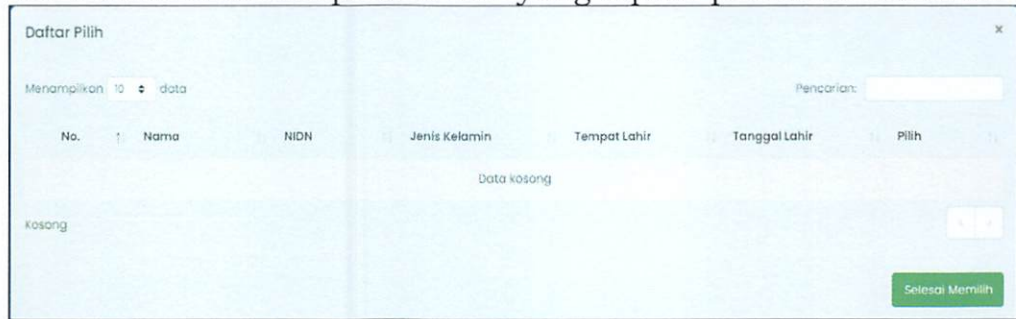 Daftar Pilih ×
Menampilkan 10 data Pencarian:
No. Nama NIDN Jenis Kelamin Tempat Lahir Tanggal Lahir Pilih
Data kosong
Kosong
Selesai Memilih